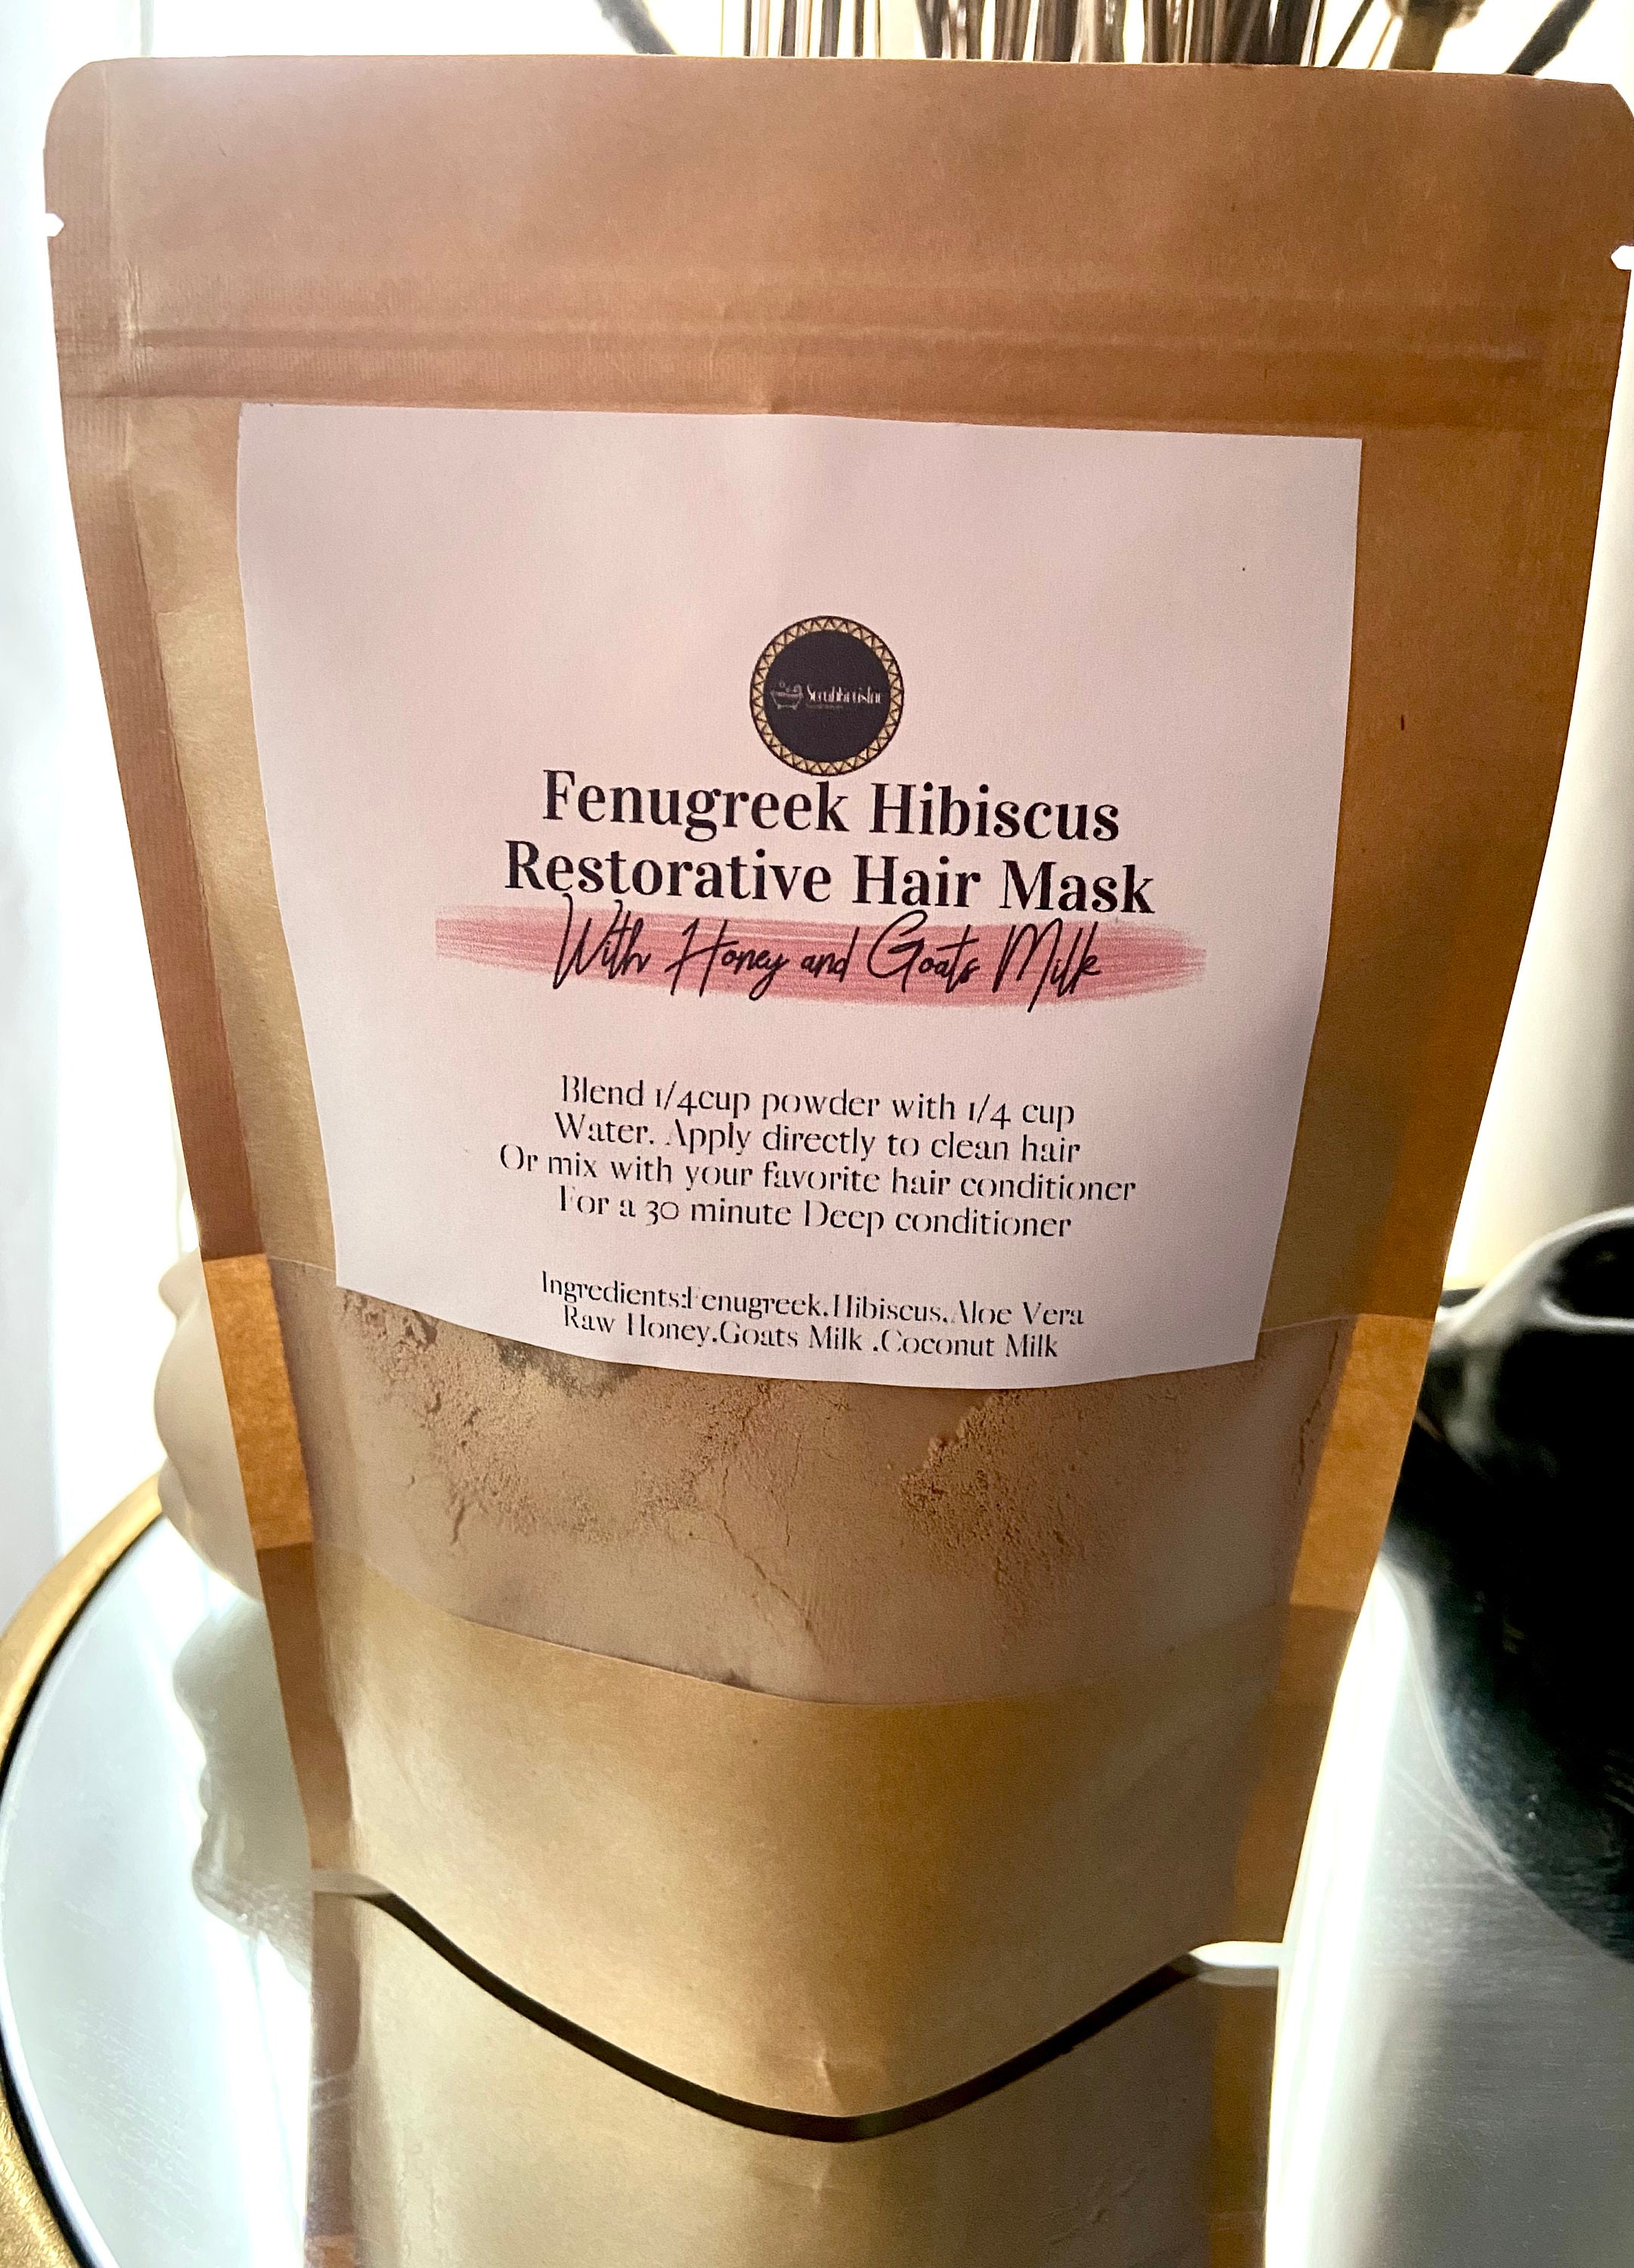 Fenugreek Hibiscus
Restorative Hair Mask
With Honey and Goats Milk
Blend 1/4cup powder with 1/4 cup
Water. Apply directly to clean hair
Or mix with your favorite hair conditioner
For a 30 minute Deep conditioner
Ingredients:Fenugreek.Hibiscus,.Aloe Vera
Raw Honey.Goats Milk .Coconut Milk